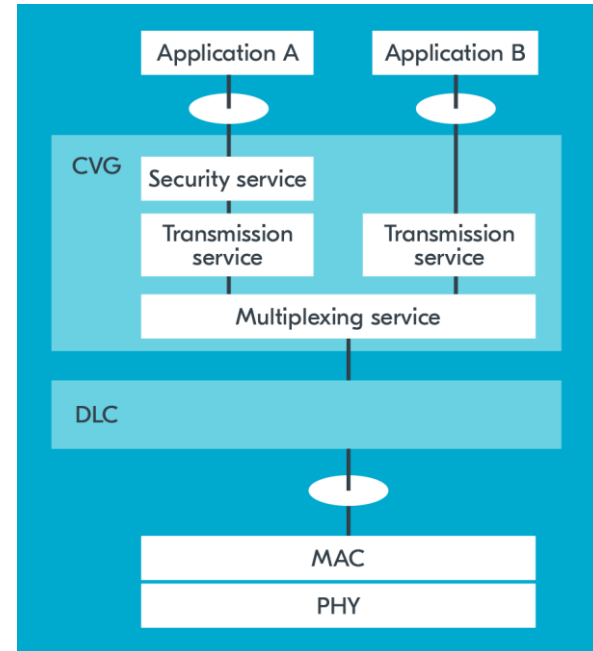 Application A
Application B
CVG
Security service
Transmission
service
Transmission
service
Multiplexing service
DLC
MAC
PHY